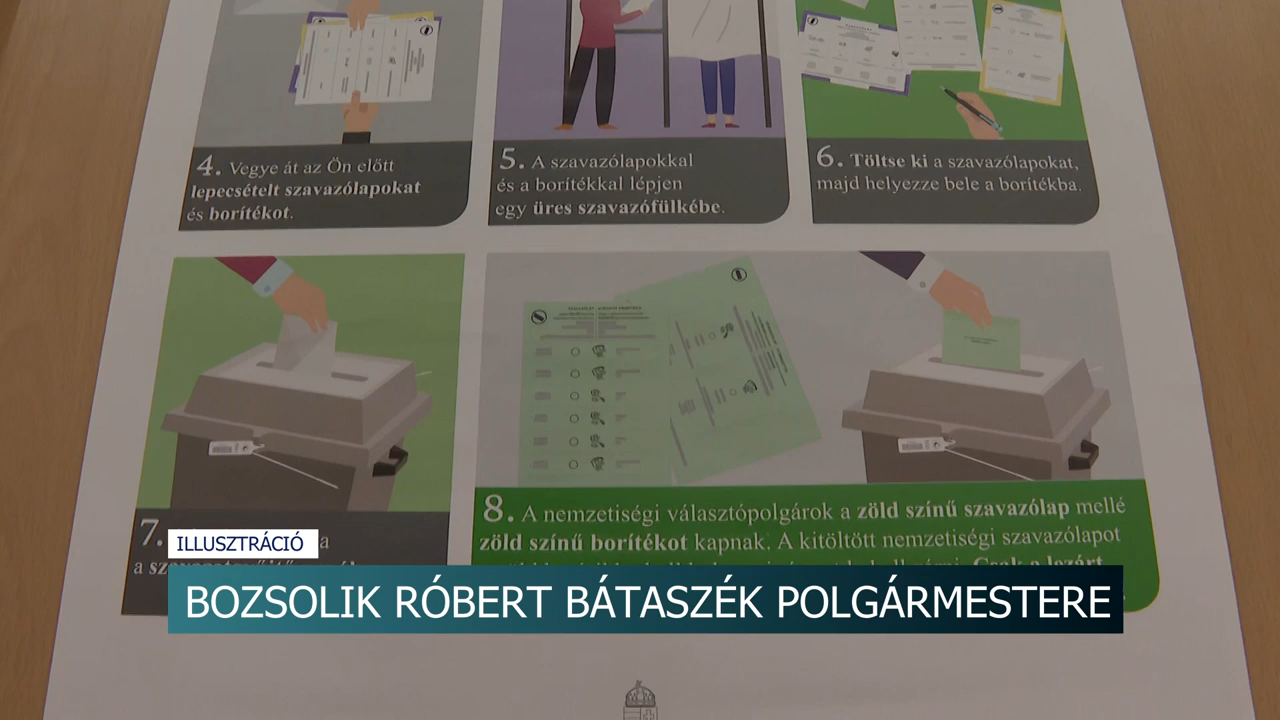 4. Vegye át az Ön előtt
lepecsételt szavazólapokat
és borítékot.
5. A szavazólapokkal
és a borítékkal lépjen
egy üres szavazófülkébe.
6. Töltse ki a szavazólapokat,
majd helyezze bele a borítékba.
7.
a
ILLUSZTRÁCIÓ
8. A nemzetiségi választópolgárok a zöld színű szavazólap mellé
zöld színű borítékot kapnak. A kitöltött nemzetiségi szavazólapot
Csak a lezárt
BOZSOLIK RÓBERT BÁTASZÉK POLGÁRMESTERE